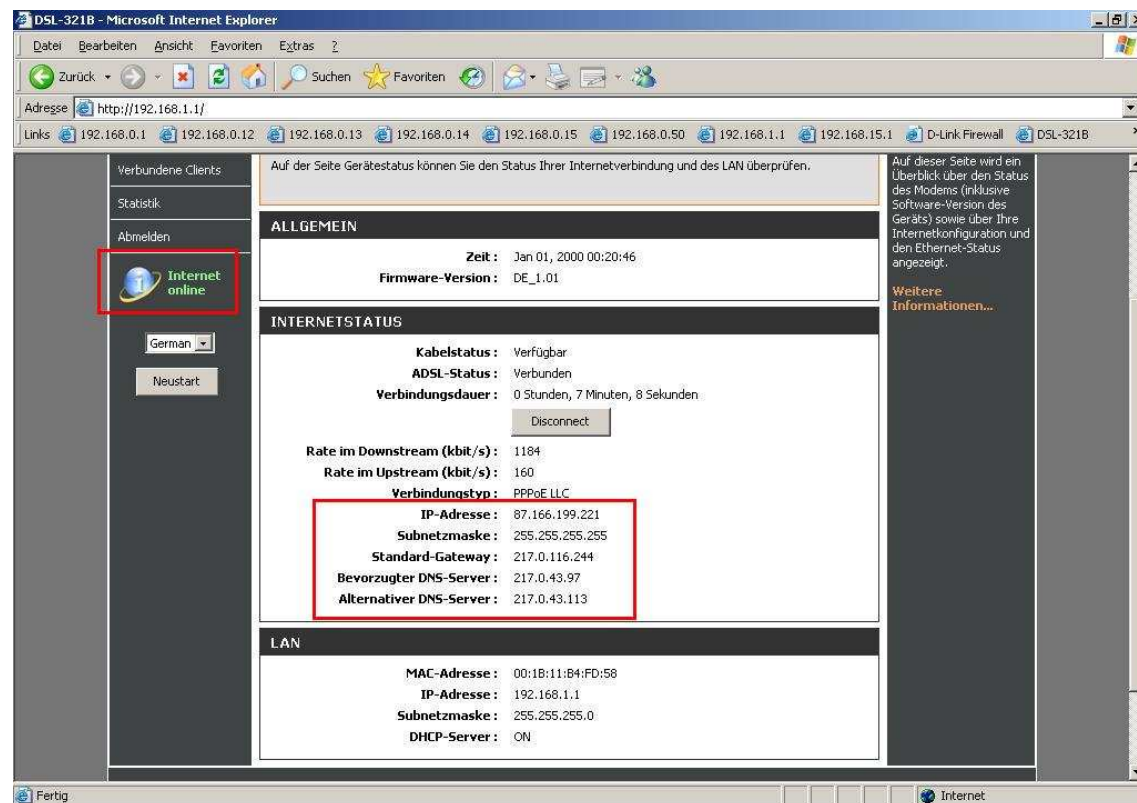 DSL-321B - Microsoft Internet Explorer
Datei Bearbeiten Ansicht Favoriten Extras ?
Zurück Suchen Favoriten
Adresse http://192.168.1.1/
Links 192.168.0.1 192.168.0.12 192.168.0.13 192.168.0.14 192.168.0.15 192.168.0.50 192.168.1.1 192.168.15.1 D-Link Firewall DSL-321B
Verbundene Clients
Statistik
Abmelden
Internet
online
German
Neustart
Auf der Seite Gerätestatus können Sie den Status Ihrer Internetverbindung und des LAN überprüfen.
ALLGEMEIN
Zeit : Jan 01, 2000 00:20:46
Firmware-Version : DE_1.01
INTERNETSTATUS
Kabelstatus : Verfügbar
ADSL-Status : Verbunden
Verbindungsdauer : 0 Stunden, 7 Minuten, 8 Sekunden
Disconnect
Rate im Downstream (kbit/s) : 1184
Rate im Upstream (kbit/s) : 160
Verbindungstyp : PPPoE LLC
IP-Adresse : 87.166.199.221
Subnetzmaske : 255.255.255.255
Standard-Gateway : 217.0.116.244
Bevorzugter DNS-Server : 217.0.43.97
Alternativer DNS-Server : 217.0.43.113
LAN
MAC-Adresse : 00:1B:11:B4:FD:58
IP-Adresse : 192.168.1.1
Subnetzmaske : 255.255.255.0
DHCP-Server : ON
Auf dieser Seite wird ein
Überblick über den Status
des Modems (inklusive
Software-Version des
Geräts) sowie über Ihre
Internetkonfiguration und
den Ethernet-Status
angezeigt.
Weitere
Informationen...
Fertig
Internet